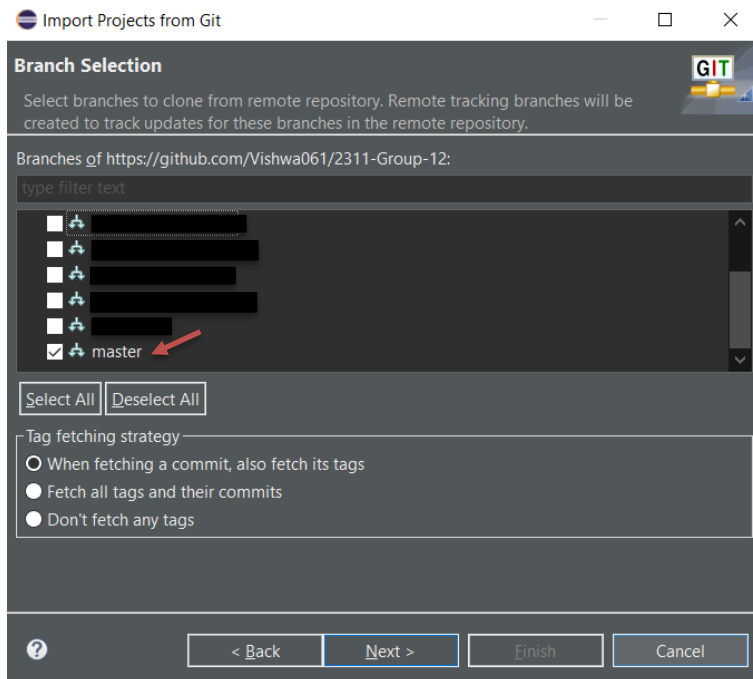 Import Projects from Git
Branch Selection
GIT
Select branches to clone from remote repository. Remote tracking branches will be
created to track updates for these branches in the remote repository.
Branches of https://github.com/Vishwa061/2311-Group-12:
type filter text
master
Select All Deselect All
Tag fetching strategy
When fetching a commit, also fetch its tags
Fetch all tags and their commits
Don't fetch any tags
? < Back Next > Finish Cancel